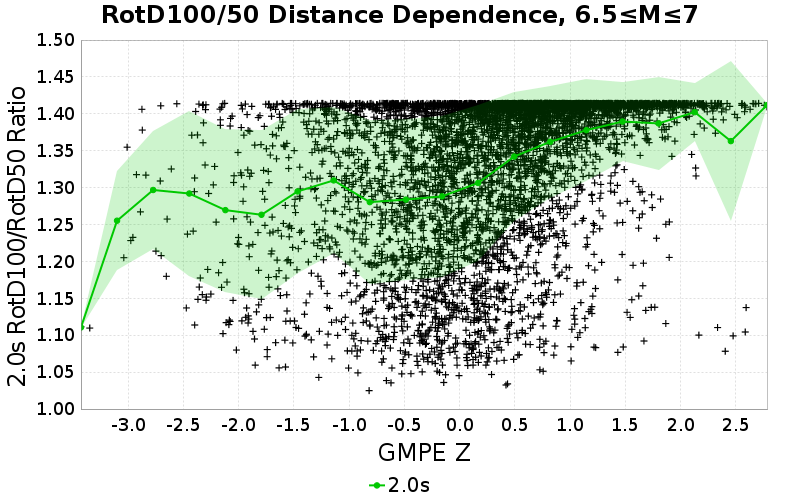 RotD100/50 Distance Dependence, 6.5≤M≤7
2.0s RotD100/RotD50 Ratio
1.50
1.45
1.40
1.35
1.30
1.25
1.20
1.15
1.10
1.05
1.00
-3.0 -2.5 -2.0 -1.5 -1.0 -0.5 0.0 0.5 1.0 1.5 2.0 2.5
GMPE Z
2.0s